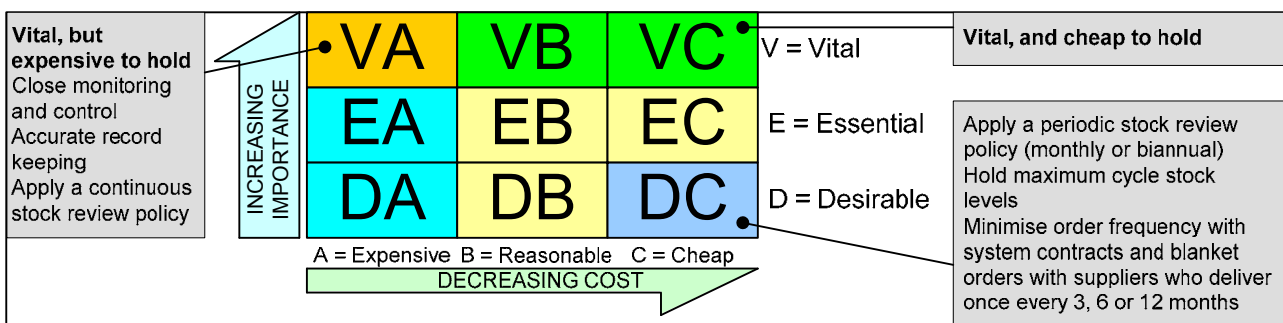 Vital, but
expensive to hold
Close monitoring
and control
Accurate record
keeping
Apply a continuous
stock review policy
INCREASING
IMPORTANCE
VA VB VC
EA EB EC
DA DB DC
V = Vital
E = Essential
D = Desirable
A = Expensive B = Reasonable C = Cheap
DECREASING COST
Vital, and cheap to hold
Apply a periodic stock review
policy (monthly or biannual)
Hold maximum cycle stock
levels
Minimise order frequency with
system contracts and blanket
orders with suppliers who deliver
once every 3, 6 or 12 months